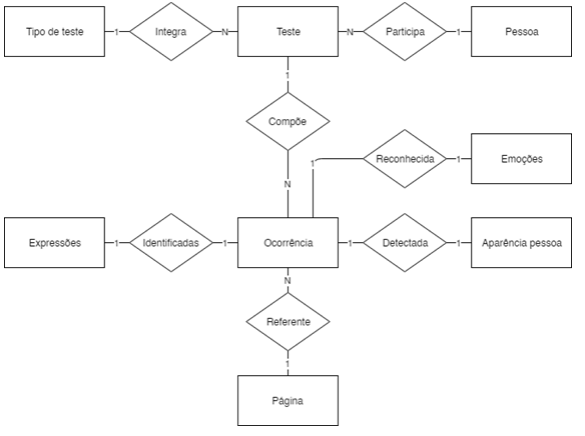 Tipo de teste 1 Integra N Teste N Participa 1 Pessoa
1
Compõe
N
1 Reconhecida 1 Emoções
Expressões 1 Identificadas 1 Ocorrência 1 Detectada 1 Aparência pessoa
N
Referente
1
Página